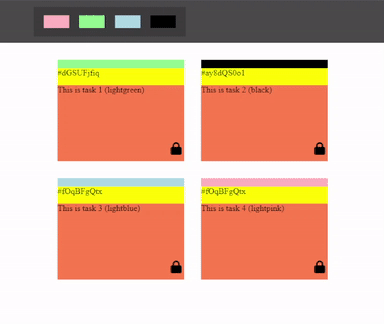 #dGSUFjfiq
This is task 1 (lightgreen)
#ay8dQS0o1
This is task 2 (black)
#fOqBFgQtx
This is task 3 (lightblue)
#fOqBFgQtx
This is task 4 (lightpink)